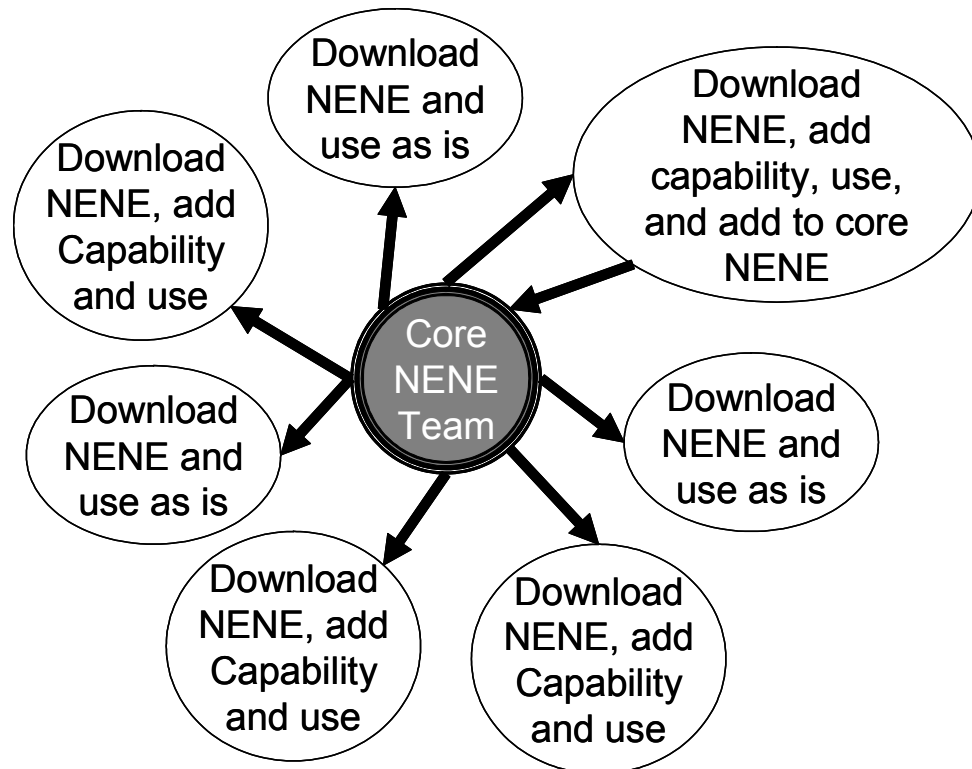 Download
NENE and
use as is
Download
NENE, add
capability, use,
and add to core
NENE
Download
NENE, add
Capability
and use
Core
NENE
Team
Download
NENE and
use as is
Download
NENE and
use as is
Download
NENE, add
Capability
and use
Download
NENE, add
Capability
and use